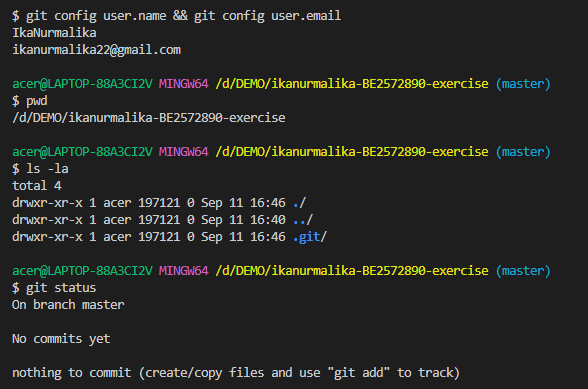 $ git config user.name && git config user.email
IkaNurmalika
ikanurmalika22@gmail.com
acer@LAPTOP-88A3CI2V MINGW64 /d/DEMO/ikanurmalika-BE2572890-exercise (master)
$ pwd
/d/DEMO/ikanurmalika-BE2572890-exercise
acer@LAPTOP-88A3CI2V MINGW64 /d/DEMO/ikanurmalika-BE2572890-exercise (master)
$ ls -la
total 4
drwxr-xr-x 1 acer 197121 0 Sep 11 16:46 ./
drwxr-xr-x 1 acer 197121 0 Sep 11 16:40 ../
drwxr-xr-x 1 acer 197121 0 Sep 11 16:46 .git/
acer@LAPTOP-88A3CI2V MINGW64 /d/DEMO/ikanurmalika-BE2572890-exercise (master)
$ git status
On branch master
No commits yet
nothing to commit (create/copy files and use "git add" to track)